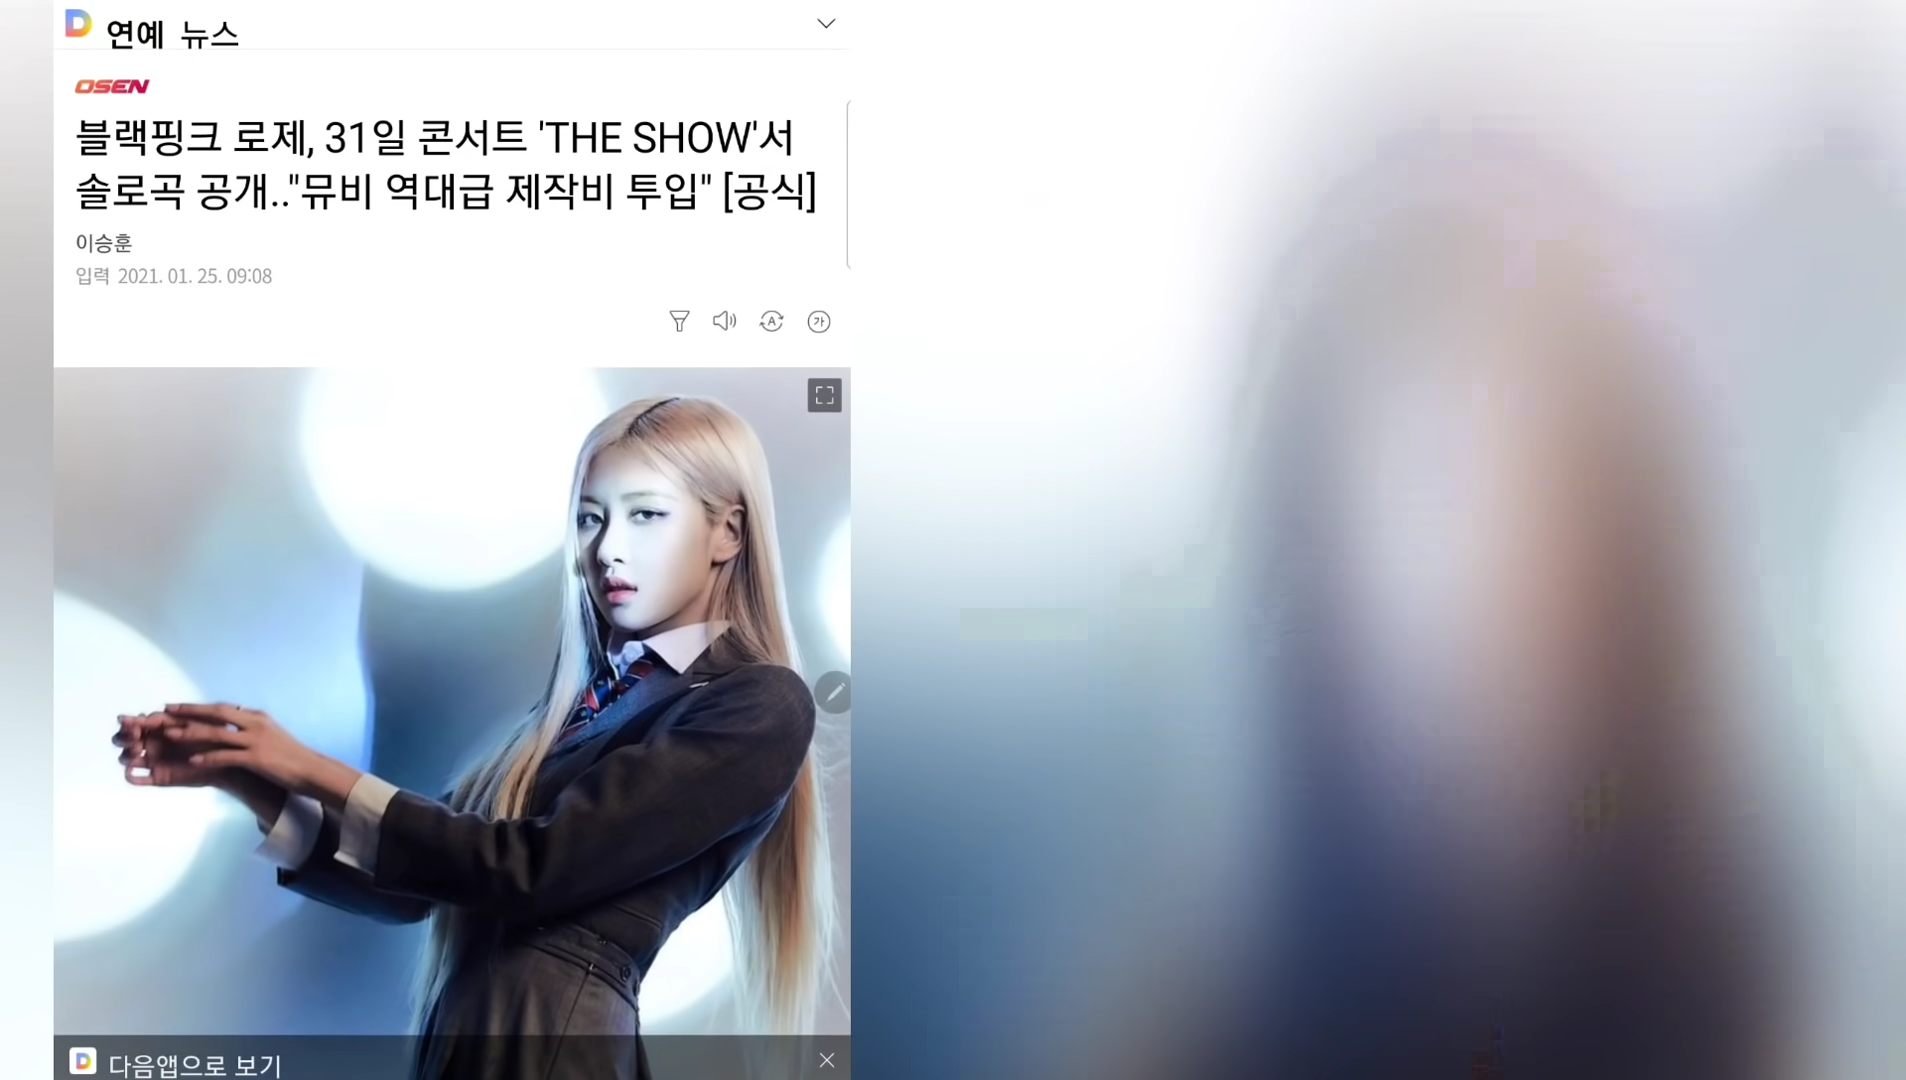 D 연예 뉴스
OSEN
블랙핑크 로제, 31일 콘서트 'THE SHOW'서
솔로곡 공개.."뮤비 역대급 제작비 투입" [공식]
이승훈
입력 2021. 01. 25. 09:08
A 가
D 다음앱으로 보기